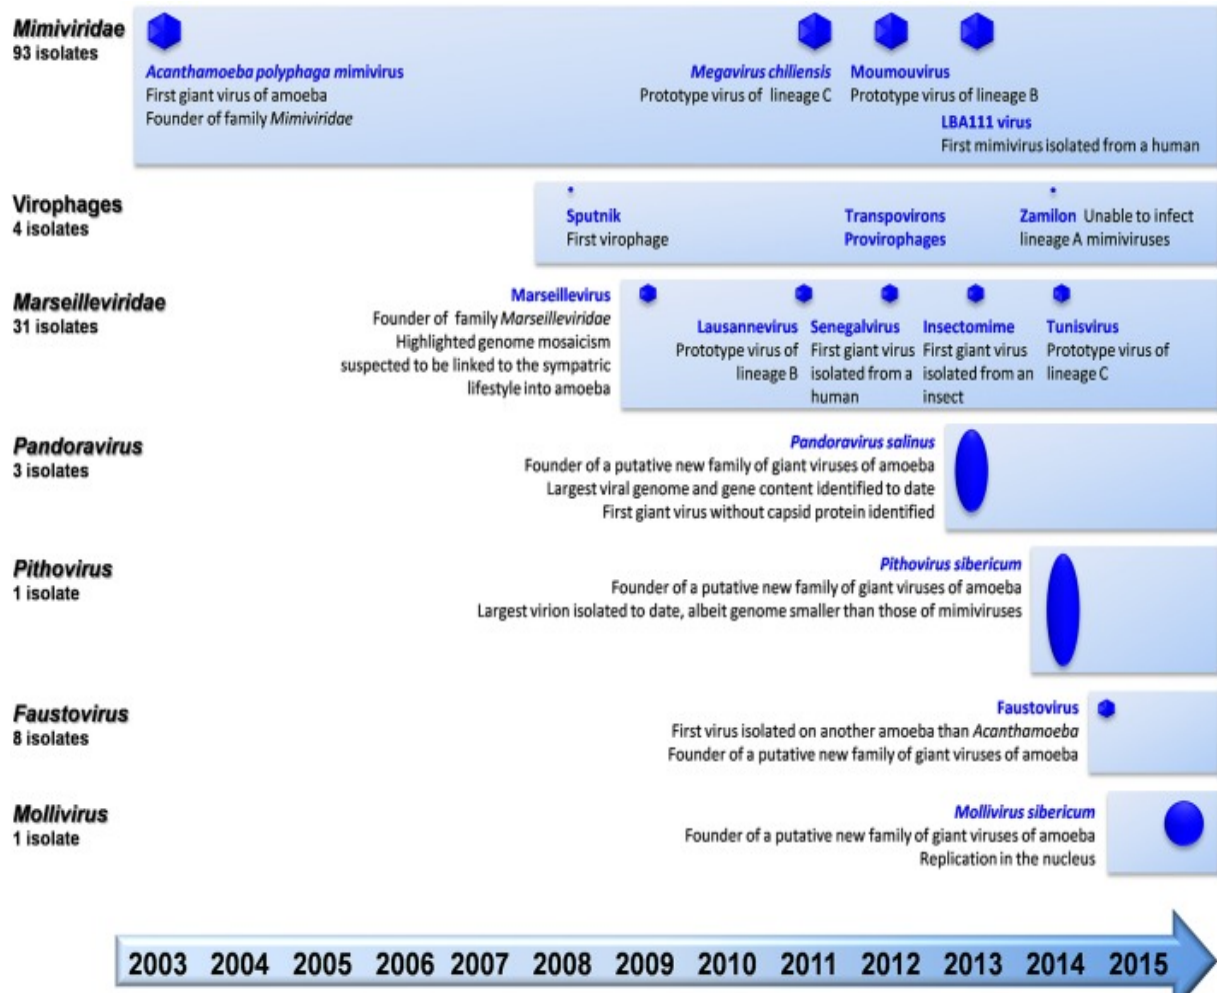 Mimiviridae
93 isolates
Acanthamoeba polyphaga mimivirus
First giant virus of amoeba
Founder of family Mimiviridae
Megavirus chiliensis
Prototype virus of lineage C
Moumouvirus
Prototype virus of lineage B
LBA111 virus
First mimivirus isolated from a human
Virophages
4 isolates
Sputnik
First virophage
Transpovirons
Provirophages
Zamilon Unable to infect
lineage A mimiviruses
Marseilleviridae
31 isolates
Marseillevirus
Founder of family Marseilleviridae
Highlighted genome mosaicism
suspected to be linked to the sympatric
lifestyle into amoeba
Lausannevirus
Prototype virus of
lineage B
Senegalvirus
First giant virus
isolated from a
human
Insectomime
First giant virus
isolated from an
insect
Tunisvirus
Prototype virus of
lineage C
Pandoravirus
3 isolates
Pandoravirus salinus
Founder of a putative new family of giant viruses of amoeba
Largest viral genome and gene content identified to date
First giant virus without capsid protein identified
Pithovirus
1 isolate
Pithovirus sibericum
Founder of a putative new family of giant viruses of amoeba
Largest virion isolated to date, albeit genome smaller than those of mimiviruses
Faustovirus
8 isolates
Faustovirus
First virus isolated on another amoeba than Acanthamoeba
Founder of a putative new family of giant viruses of amoeba
Mollivirus
1 isolate
Mollivirus sibericum
Founder of a putative new family of giant viruses of amoeba
Replication in the nucleus
2003 2004 2005 2006 2007 2008 2009 2010 2011 2012 2013 2014 2015